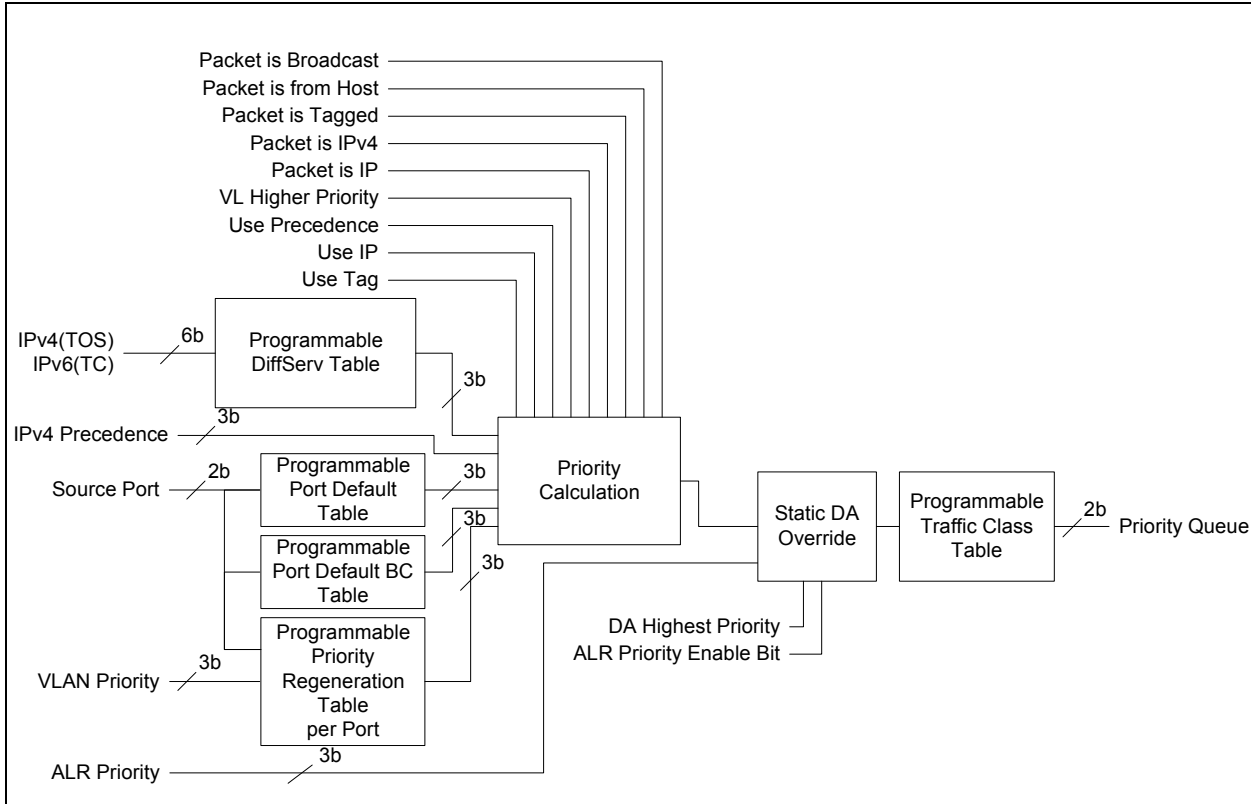 Packet is Broadcast
Packet is from Host
Packet is Tagged
Packet is IPv4
Packet is IP
VL Higher Priority
Use Precedence
Use IP
Use Tag
IPv4(TOS)
IPv6(TC)
6b
Programmable
DiffServ Table
3b
IPv4 Precedence
3b
Source Port
2b
Programmable
Port Default
Table
3b
Programmable
Port Default BC
Table
3b
VLAN Priority
3b
Programmable
Priority
Regeneration
Table
per Port
3b
ALR Priority
3b
Priority
Calculation
Static DA
Override
DA Highest Priority
ALR Priority Enable Bit
Programmable
Traffic Class
Table
2b
Priority Queue